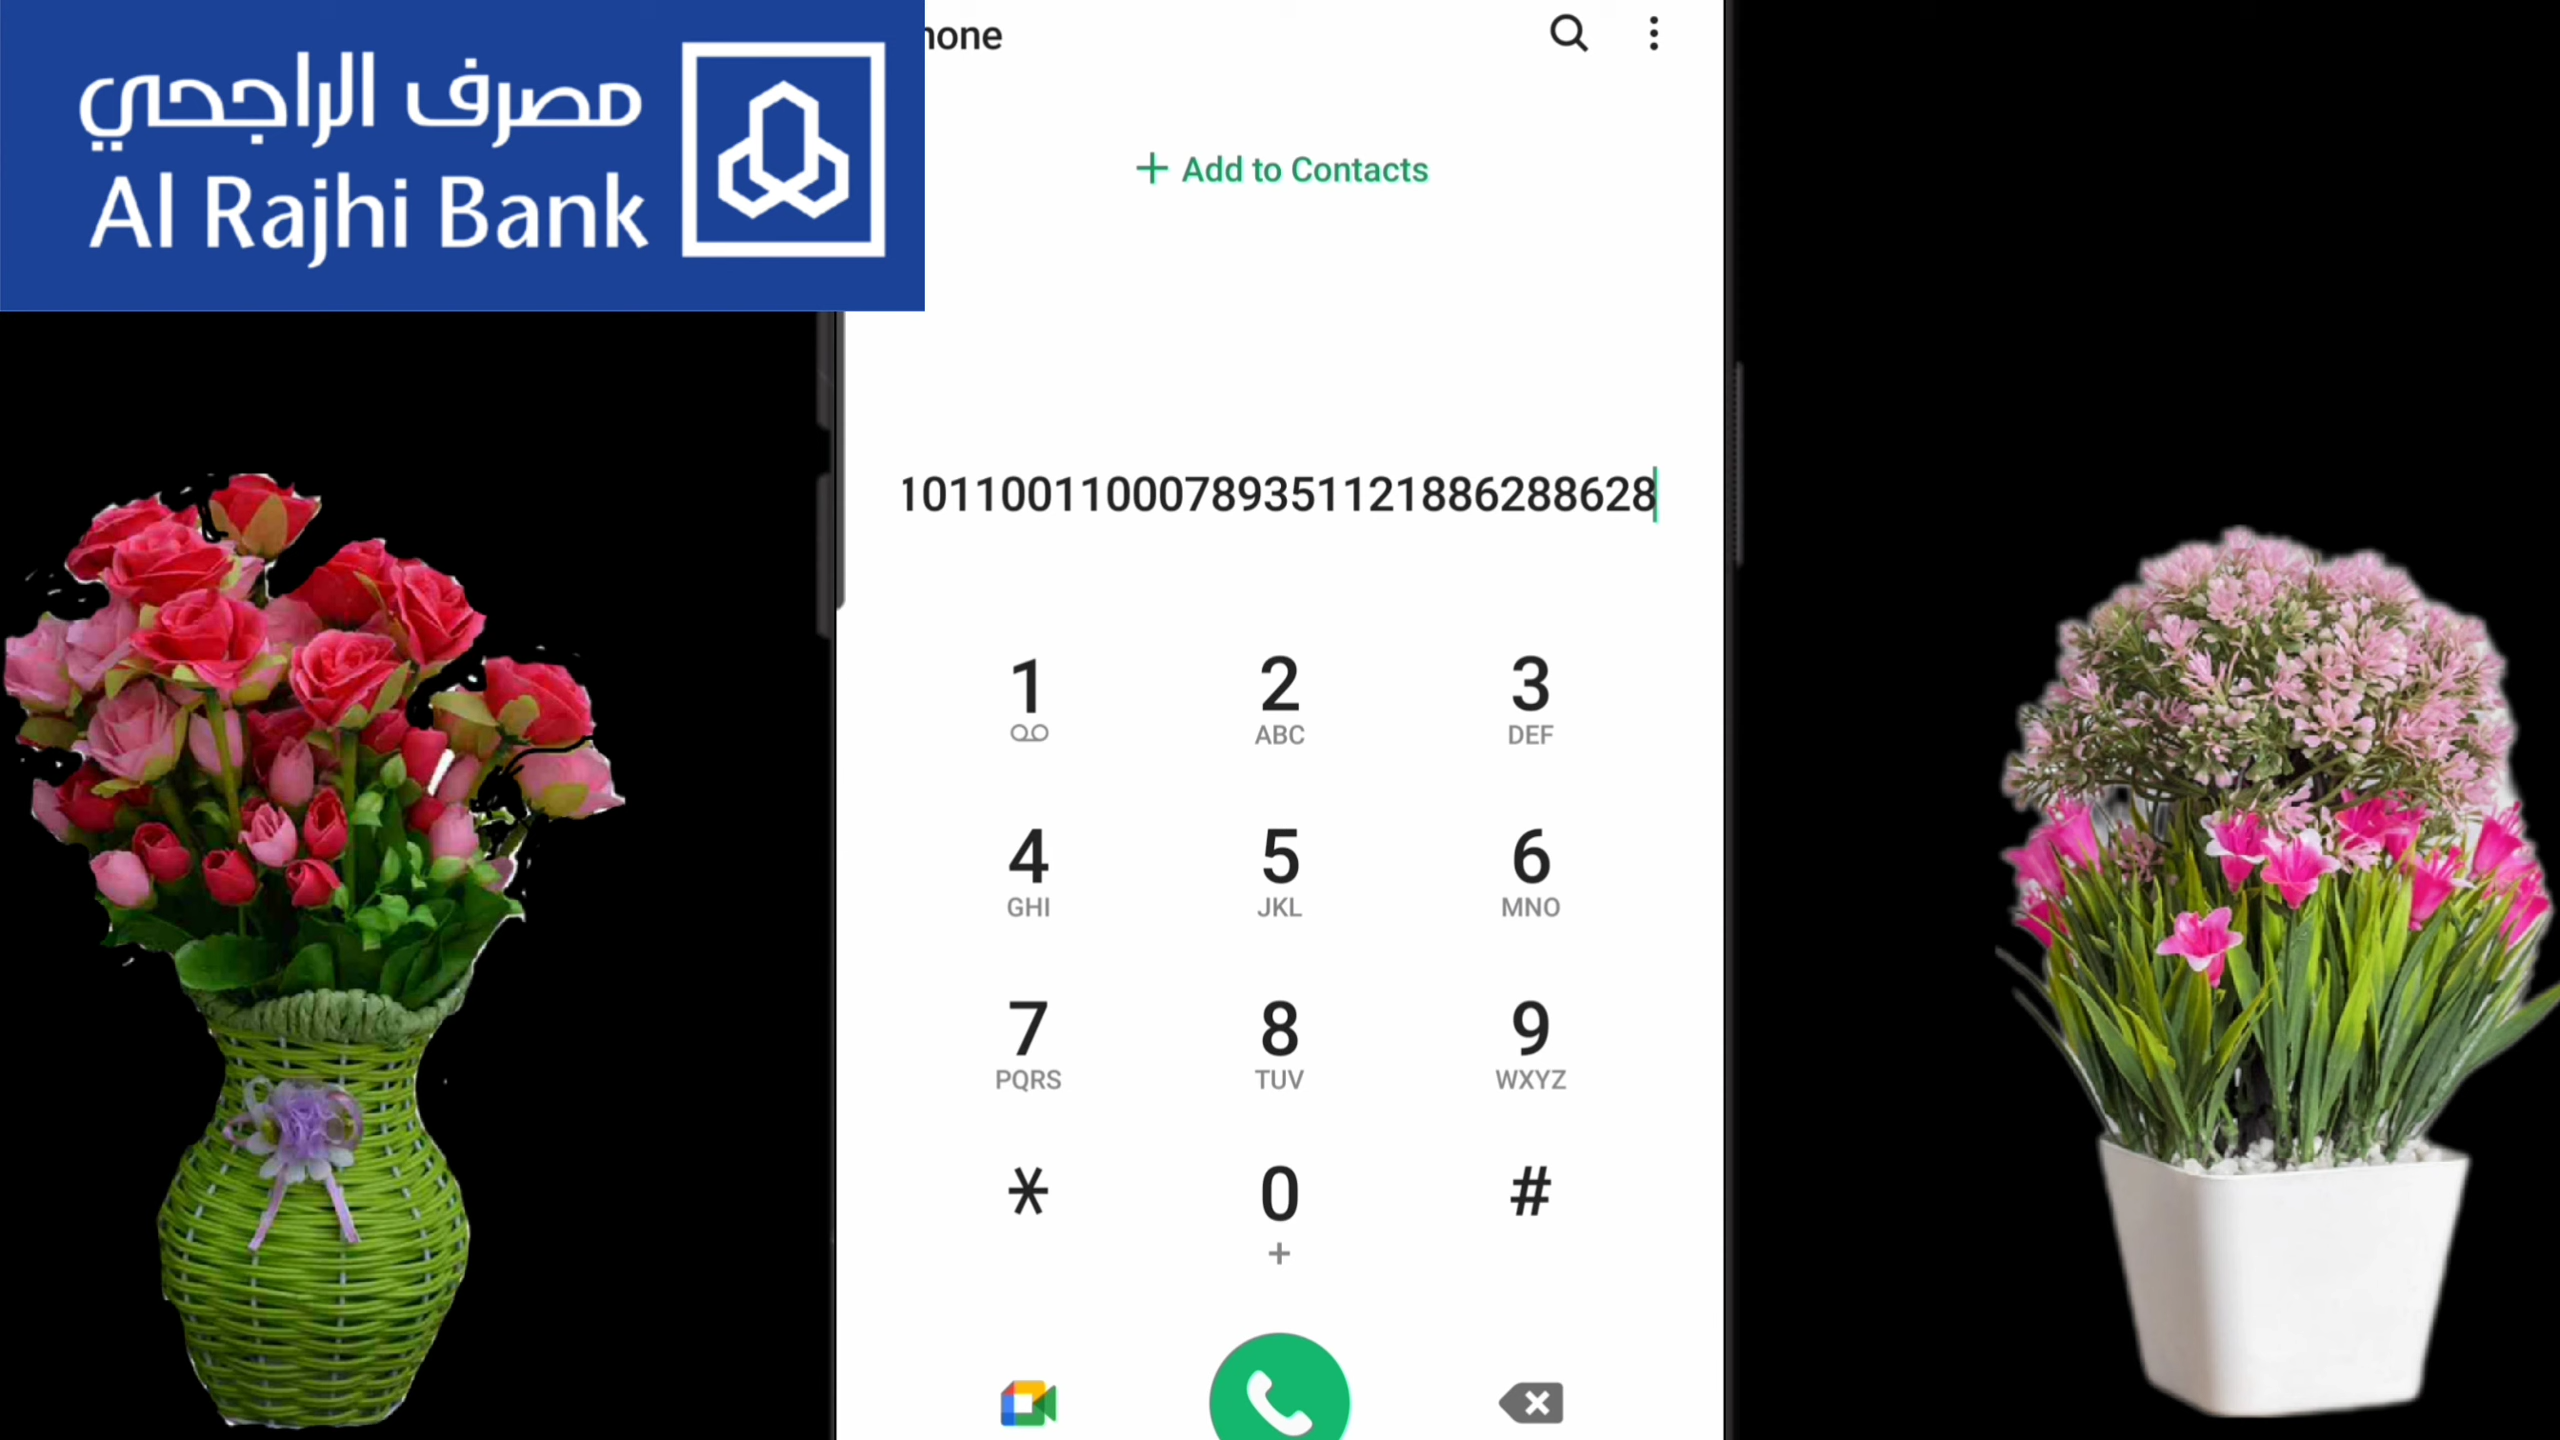 مصرف الراجحي
Al Rajhi Bank
hone
+ Add to Contacts
10110011000789351121886288628
1
2
ABC
3
DEF
4
GHI
5
JKL
6
MNO
7
PQRS
8
TUV
9
WXYZ
*
0
+
#